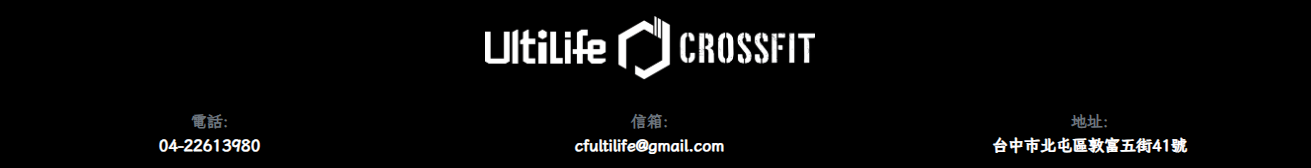 UltiLife CROSSFIT
電話: 信箱: 地址:
04-22613980 cfultilife@gmail.com 台中市北屯區敦富五街41號